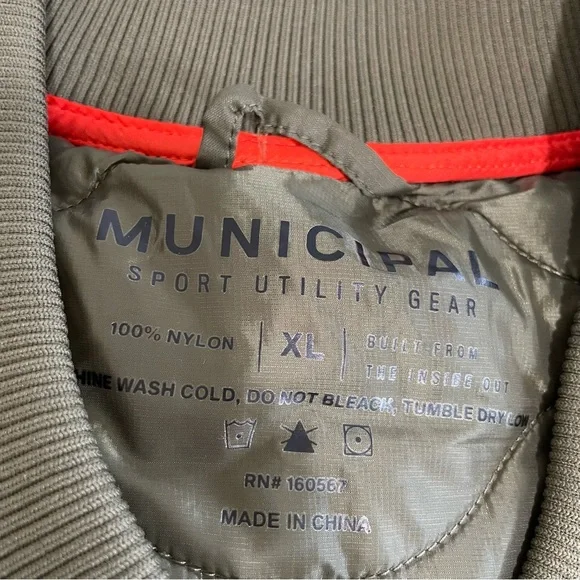 MUNICIPAL
SPORT UTILITY GEAR
100% NYLON | XL | BUILT FROM
THE INSIDE OUT
HINE WASH COLD, DO NOT BLEACH, TUMBLE DRY LOW
RN# 160567
MADE IN CHINA